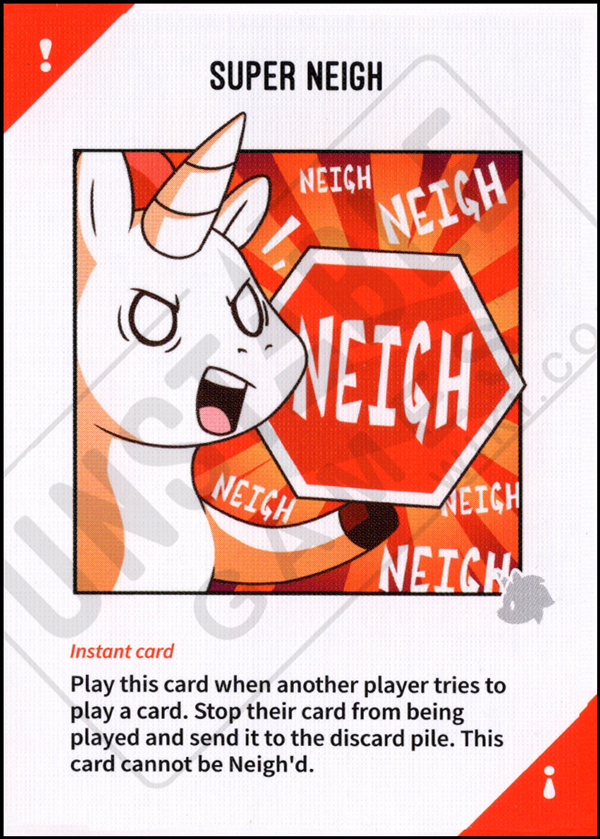 !
SUPER NEIGH
NEIGH
NEIGH
!
NEIGH
NEIGH
NEIGH
NEIGH
UNSTABLE
GAMES
Instant card
Play this card when another player tries to
play a card. Stop their card from being
played and send it to the discard pile. This
card cannot be Neigh'd.
!